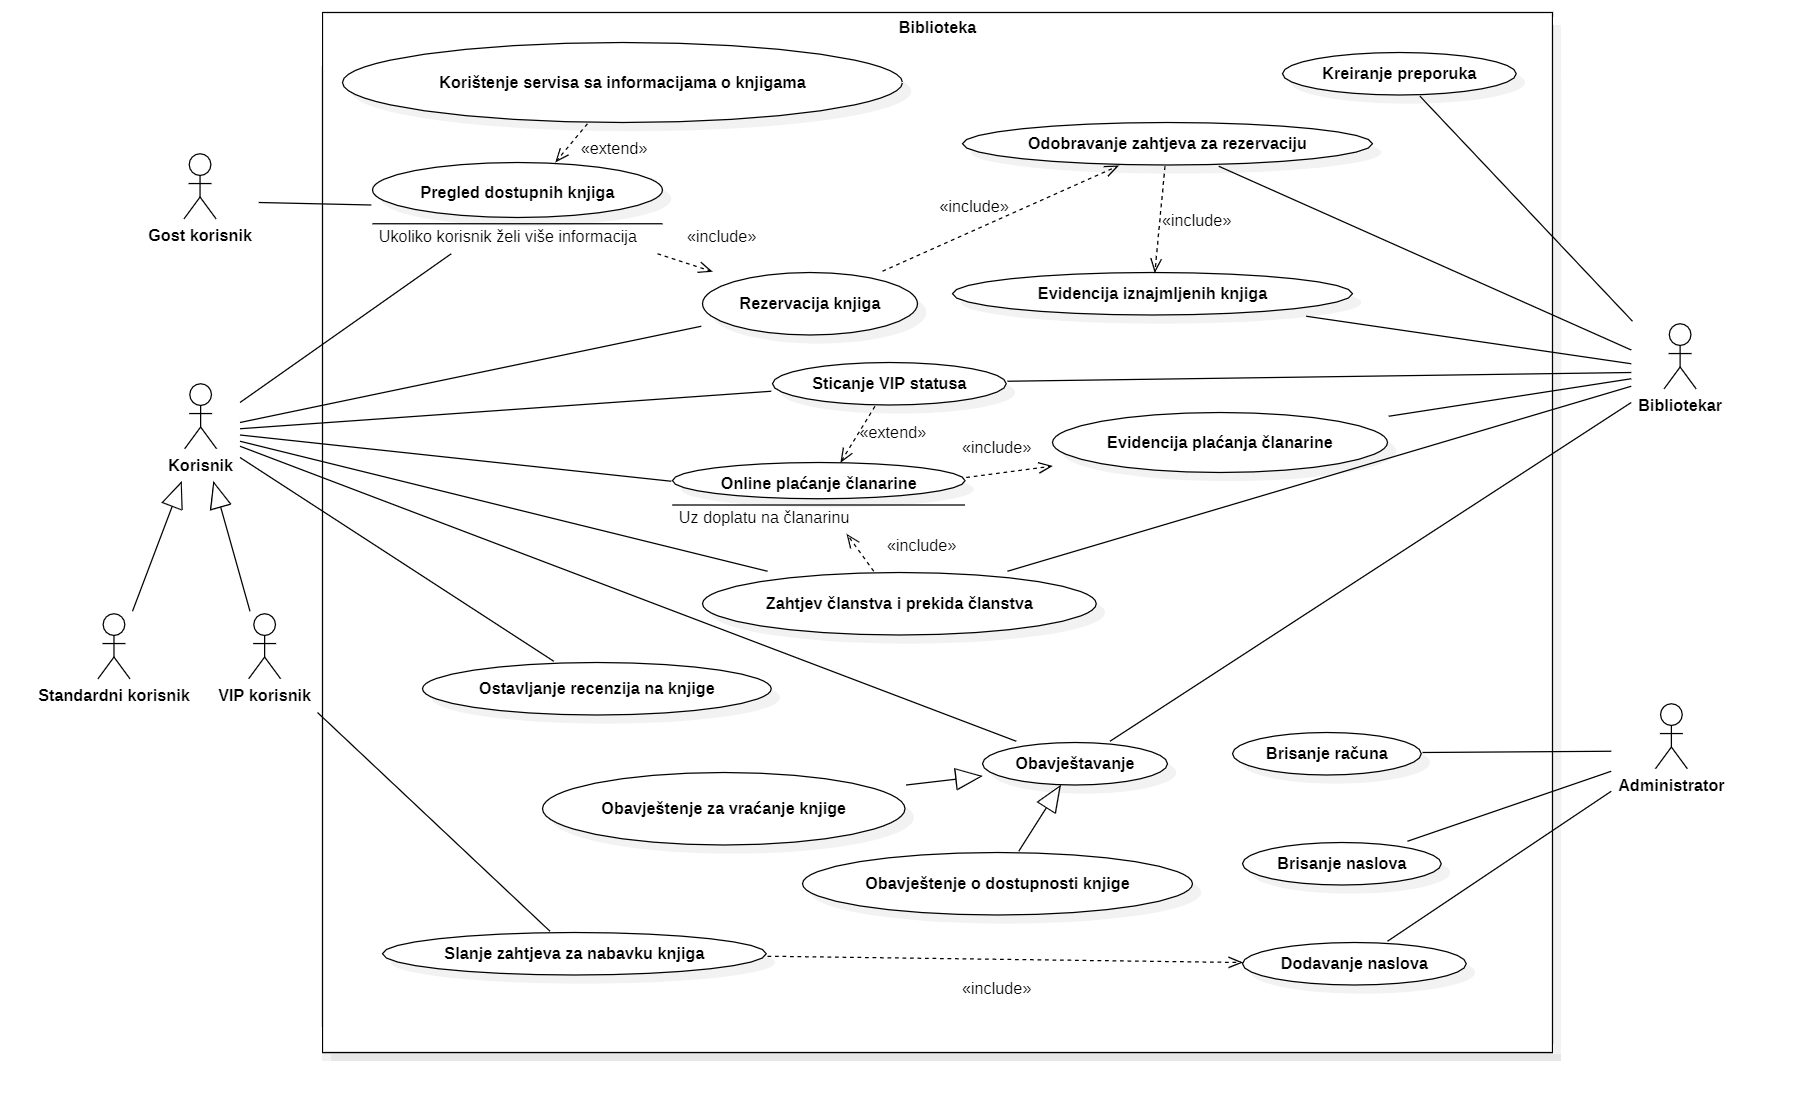 Biblioteka
Korištenje servisa sa informacijama o knjigama
Kreiranje preporuka
«extend»
Odobravanje zahtjeva za rezervaciju
Pregled dostupnih knjiga
Ukoliko korisnik želi više informacija
Gost korisnik
«include»
«include»
«include»
Rezervacija knjiga
Evidencija iznajmljenih knjiga
Sticanje VIP statusa
Bibliotekar
«extend»
«include»
Evidencija plaćanja članarine
Korisnik
Online plaćanje članarine
Uz doplatu na članarinu
«include»
Zahtjev članstva i prekida članstva
Standardni korisnik
VIP korisnik
Ostavljanje recenzija na knjige
Obavještavanje
Brisanje računa
Administrator
Obavještenje za vraćanje knjige
Brisanje naslova
Obavještenje o dostupnosti knjige
Slanje zahtjeva za nabavku knjiga
Dodavanje naslova
«include»